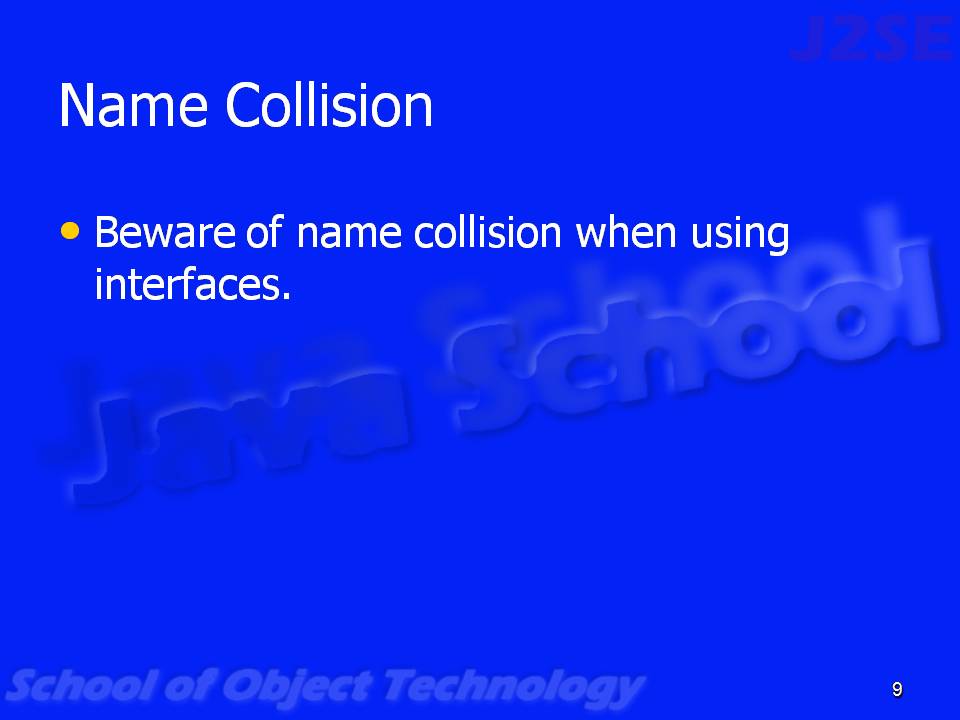 J2SE
Name Collision
Beware of name collision when using
interfaces.
Java School
School of Object Technology
9